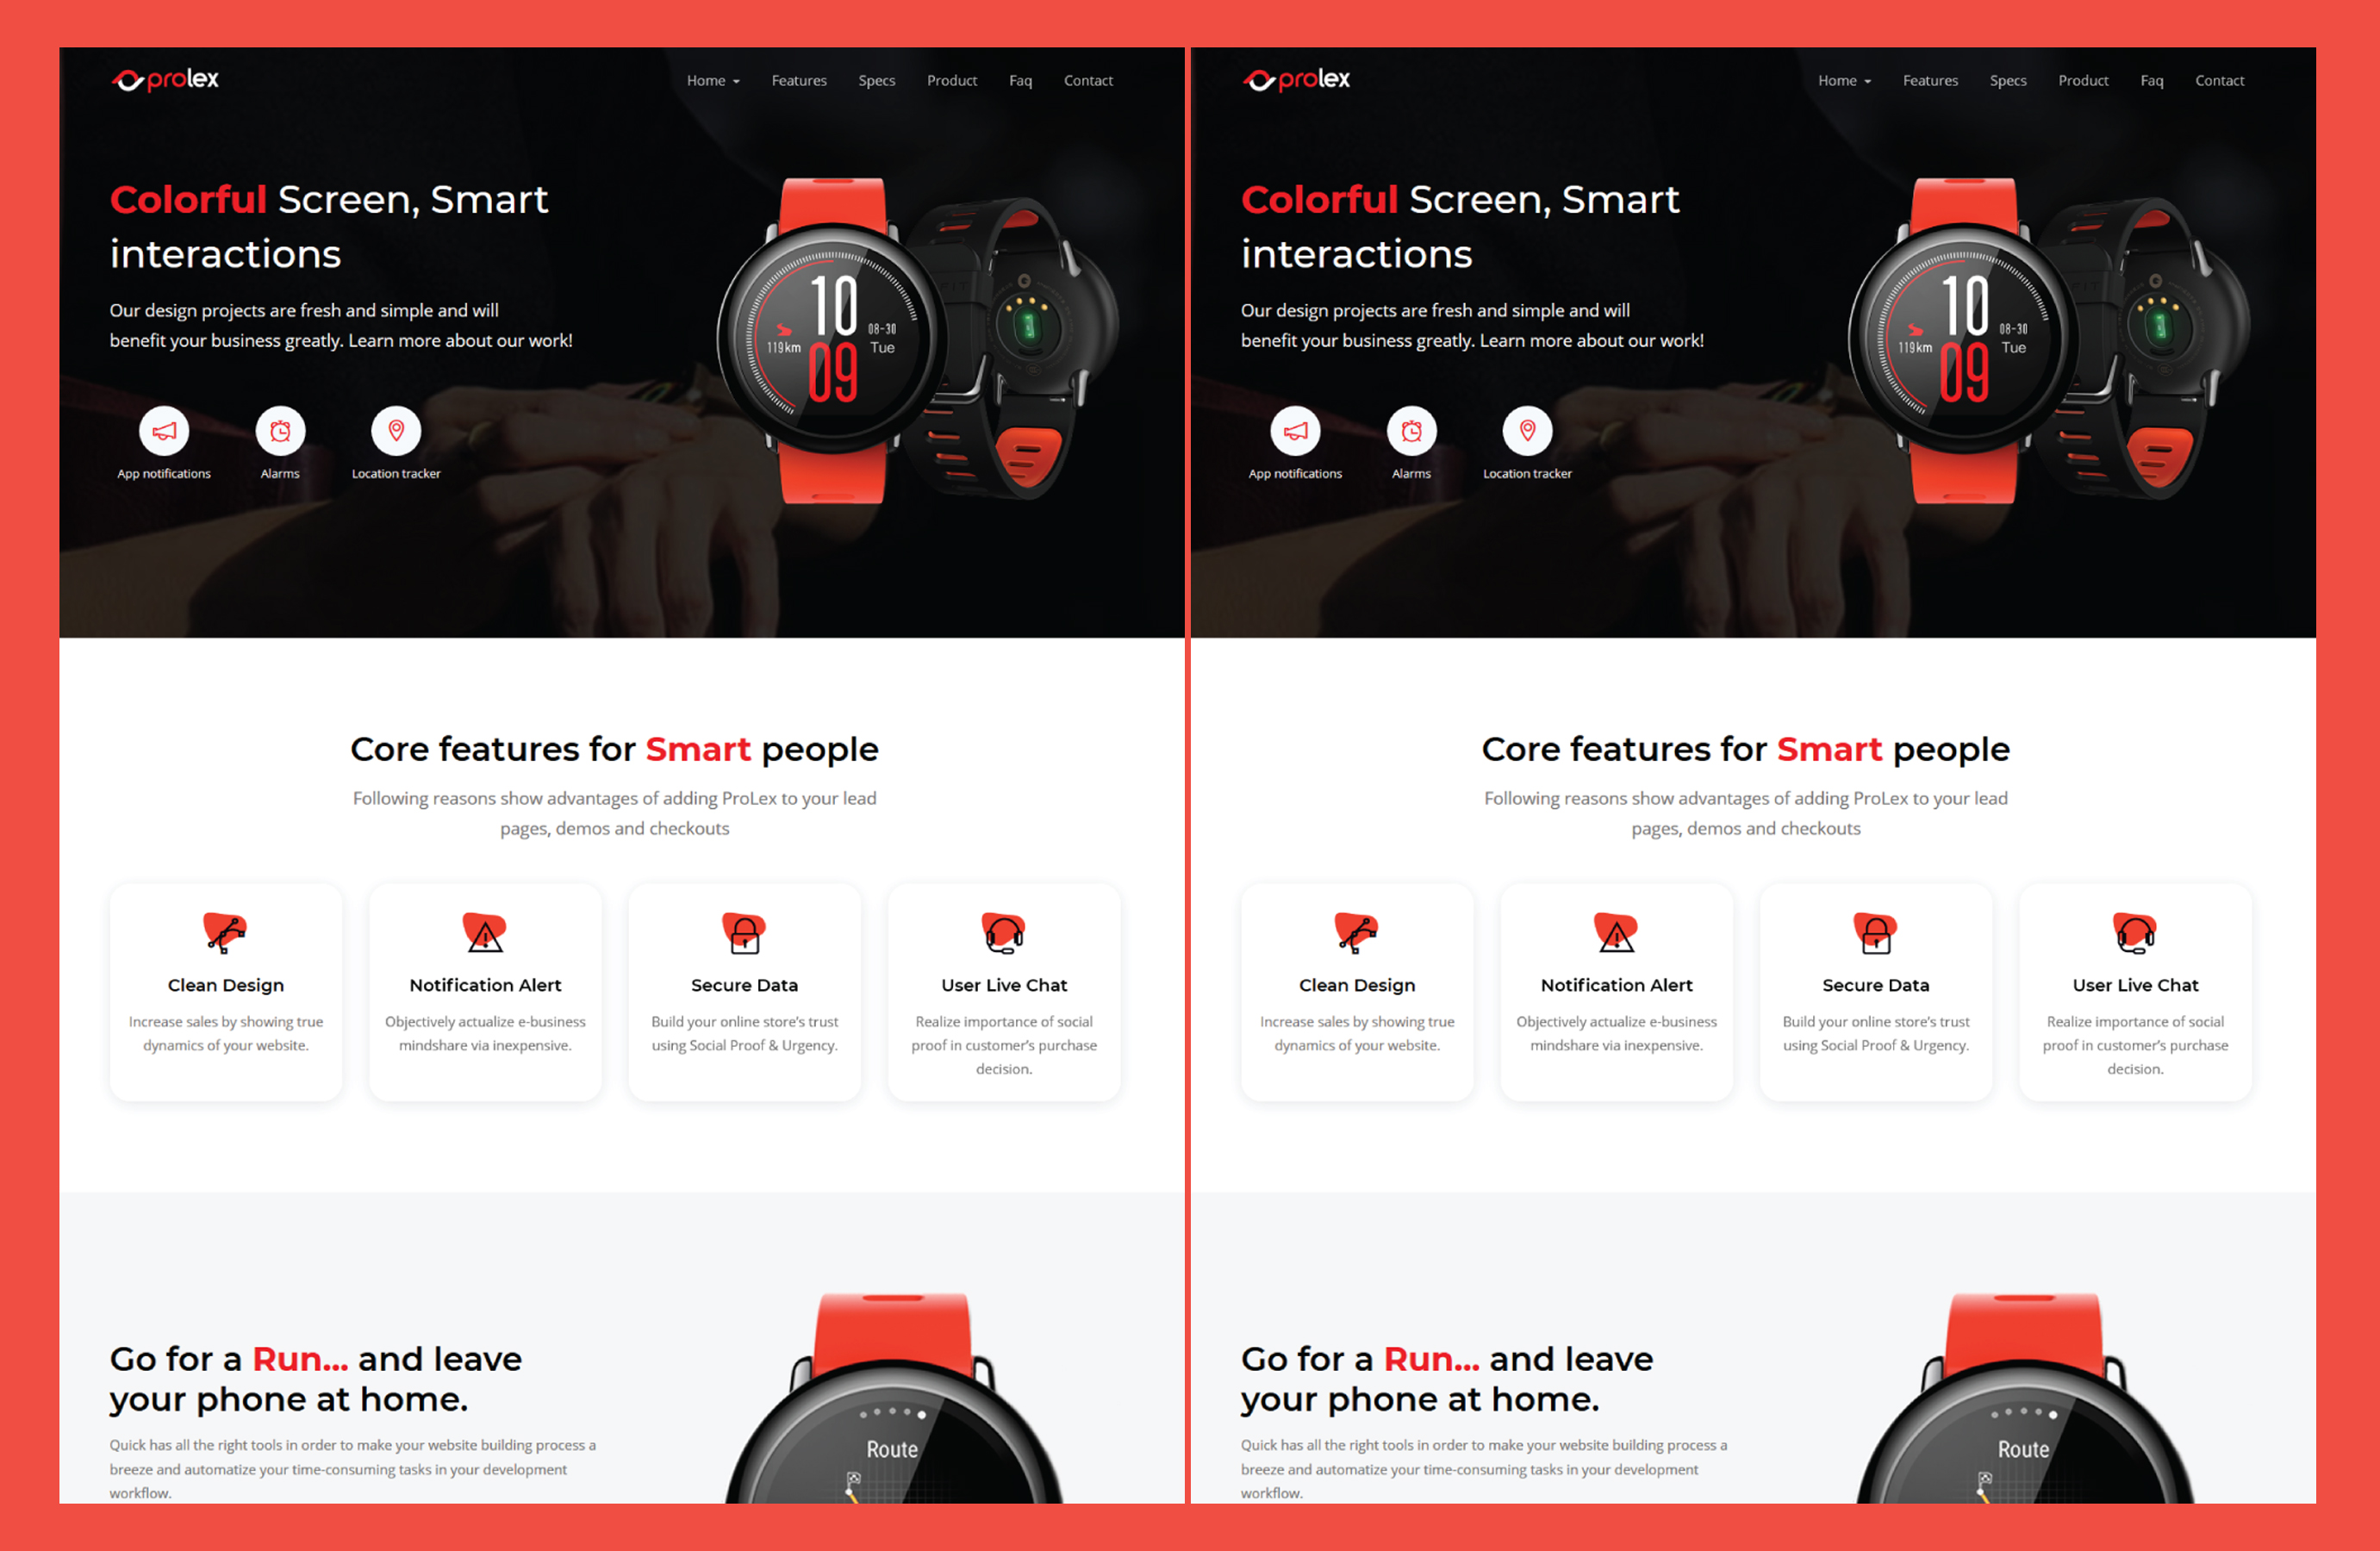 prolex
Home
Features
Specs
Product
Faq
Contact
Colorful Screen, Smart
interactions
Our design projects are fresh and simple and will
benefit your business greatly. Learn more about our work!
App notifications
Alarms
Location tracker
10
09
119km
08-30
Tue
Core features for Smart people
Following reasons show advantages of adding ProLex to your lead
pages, demos and checkouts
Clean Design
Increase sales by showing true
dynamics of your website.
Notification Alert
Objectively actualize e-business
mindshare via inexpensive.
Secure Data
Build your online store's trust
using Social Proof & Urgency.
User Live Chat
Realize importance of social
proof in customer's purchase
decision.
Go for a Run... and leave
your phone at home.
Quick has all the right tools in order to make your website building process a
breeze and automatize your time-consuming tasks in your development
workflow.
Route
prolex
Home
Features
Specs
Product
Faq
Contact
Colorful Screen, Smart
interactions
Our design projects are fresh and simple and will
benefit your business greatly. Learn more about our work!
App notifications
Alarms
Location tracker
10
09
119km
08-30
Tue
Core features for Smart people
Following reasons show advantages of adding ProLex to your lead
pages, demos and checkouts
Clean Design
Increase sales by showing true
dynamics of your website.
Notification Alert
Objectively actualize e-business
mindshare via inexpensive.
Secure Data
Build your online store's trust
using Social Proof & Urgency.
User Live Chat
Realize importance of social
proof in customer's purchase
decision.
Go for a Run... and leave
your phone at home.
Quick has all the right tools in order to make your website building process a
breeze and automatize your time-consuming tasks in your development
workflow.
Route